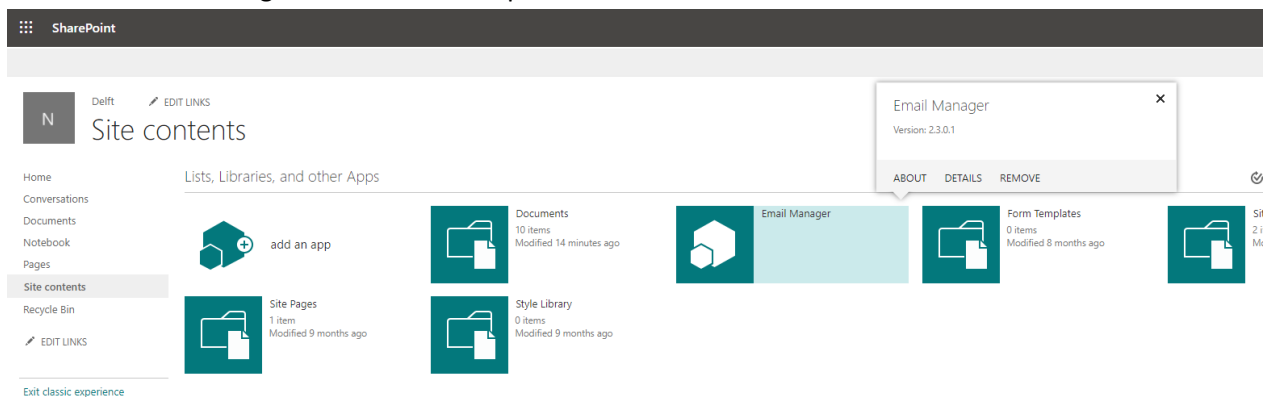 SharePoint
Delft EDIT LINKS
N
Site contents
Email Manager
Version: 2.3.0.1
ABOUT DETAILS REMOVE
Home
Conversations
Documents
Notebook
Pages
Site contents
Recycle Bin
EDIT LINKS
Exit classic experience
Lists, Libraries, and other Apps
add an app
Documents
10 items
Modified 14 minutes ago
Email Manager
Form Templates
0 items
Modified 8 months ago
Site Pages
1 item
Modified 9 months ago
Style Library
0 items
Modified 9 months ago